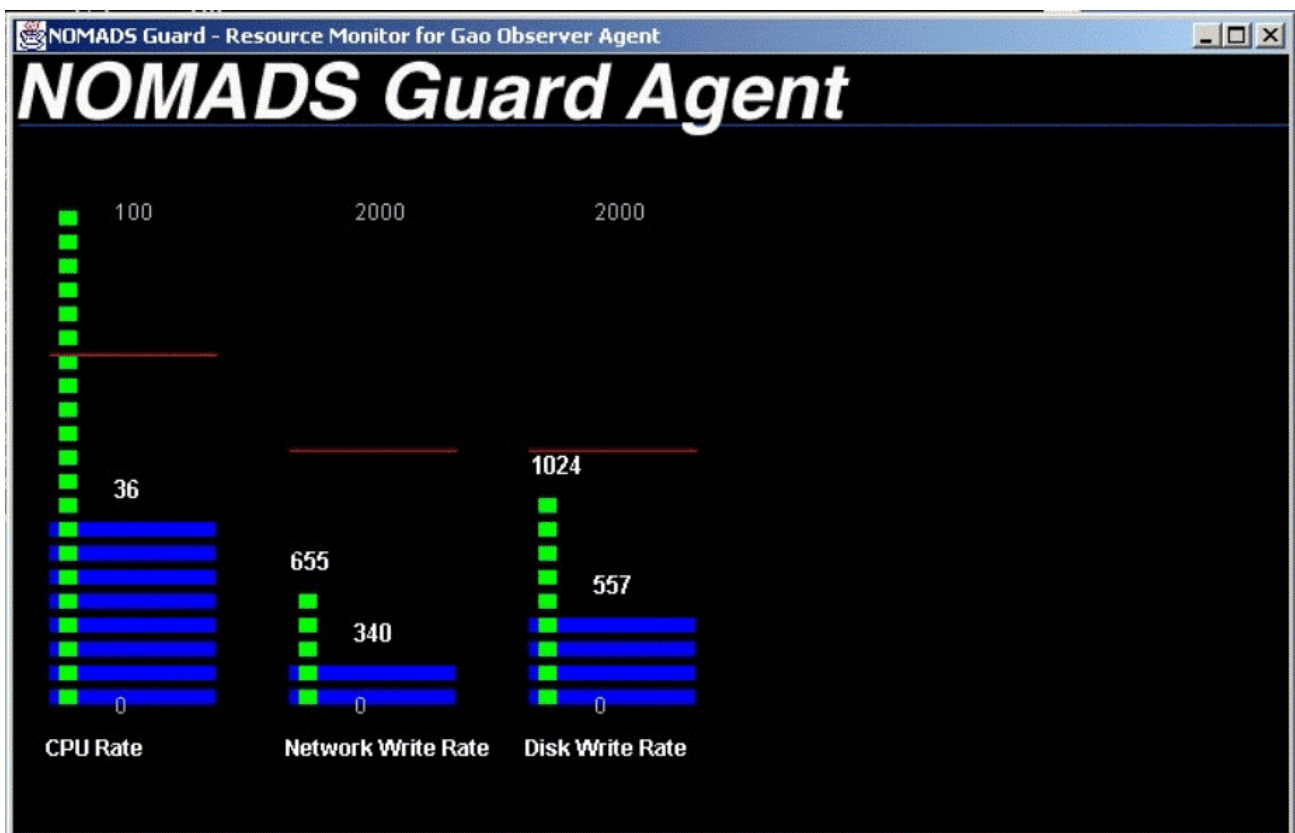 NOMADS Guard - Resource Monitor for Gao Observer Agent
NOMADS Guard Agent
100 2000 2000
1024
36
655
557
340
0 0 0
CPU Rate Network Write Rate Disk Write Rate